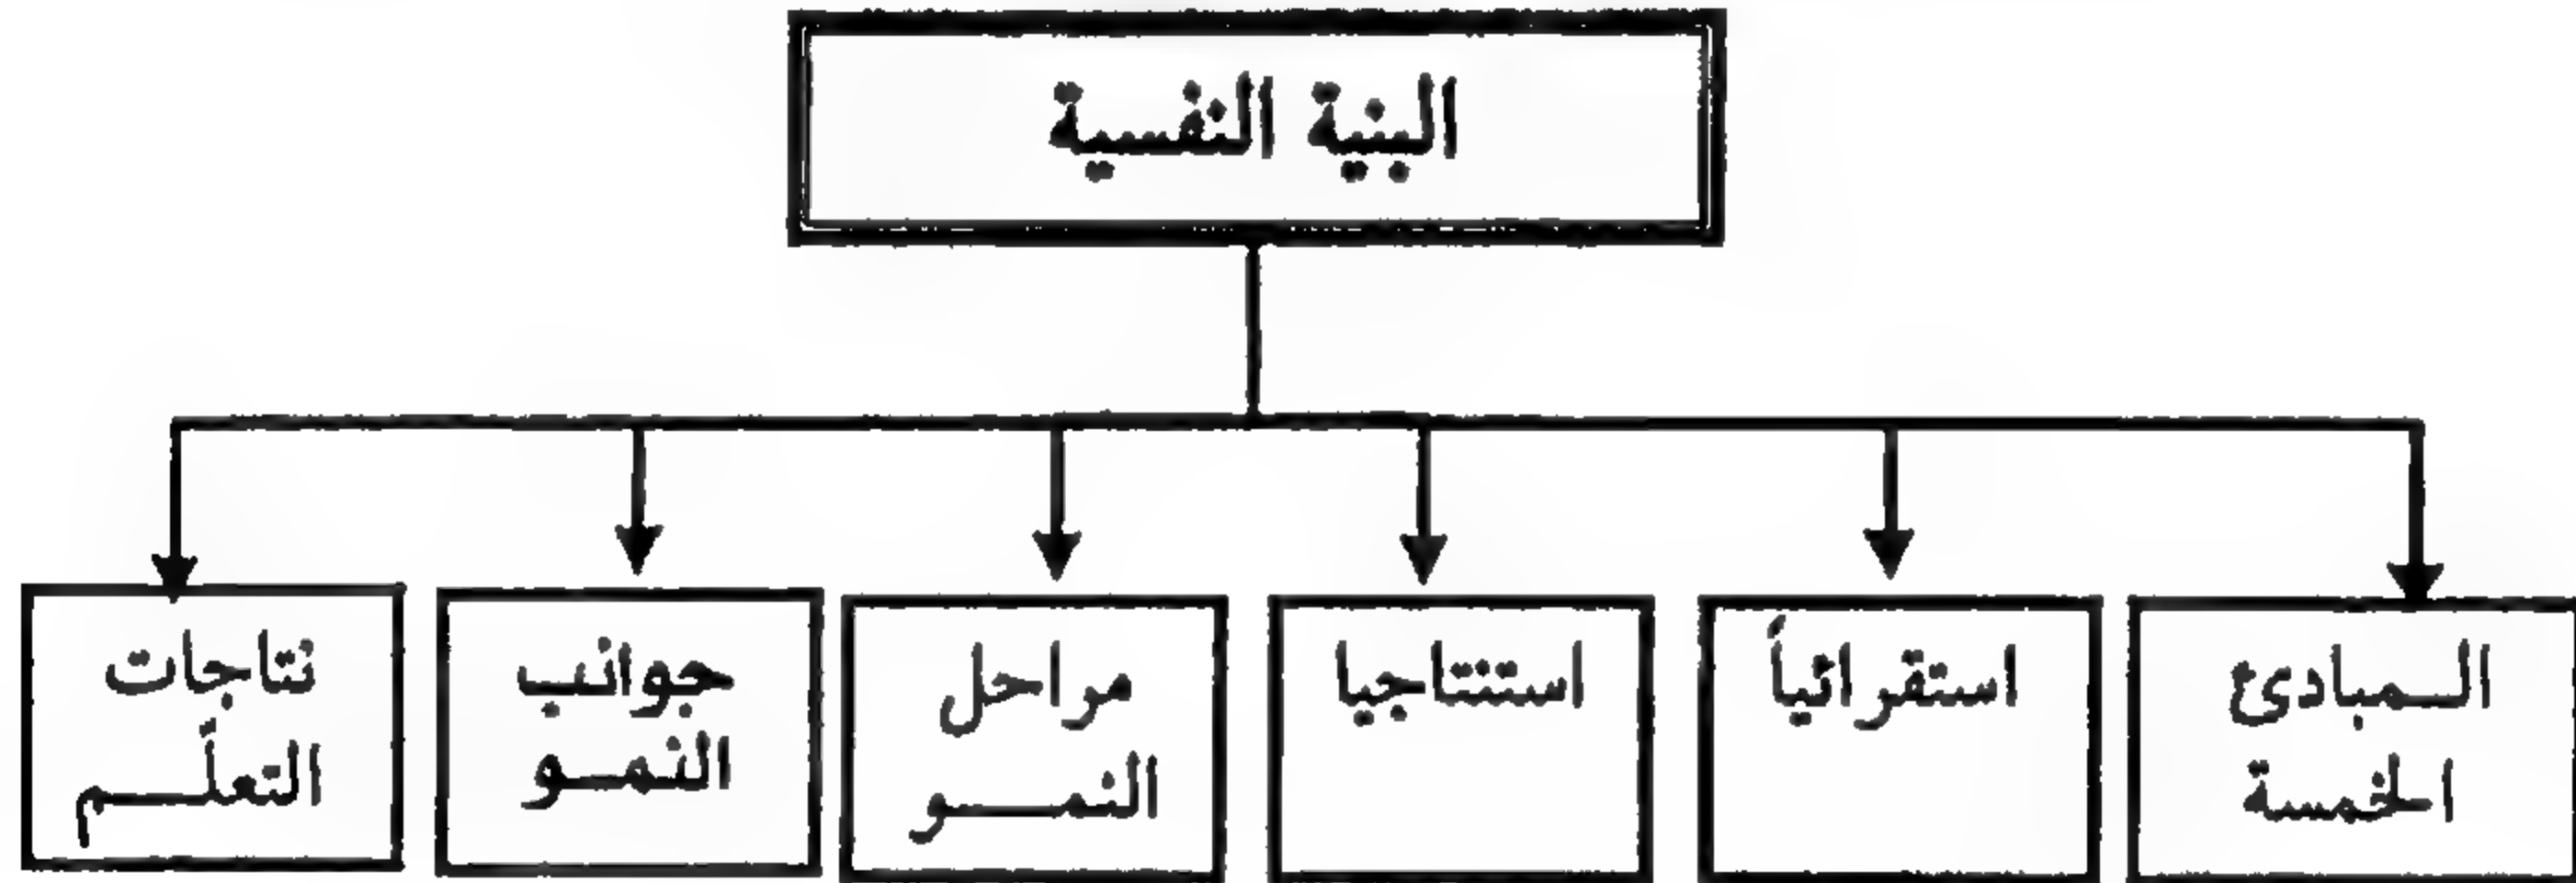 البنية النفسية
المبادئ
الخمسة
استقرائياً
استنتاجيا
مراحل
النمو
جوانب
النمو
نتاجات
التعلّم